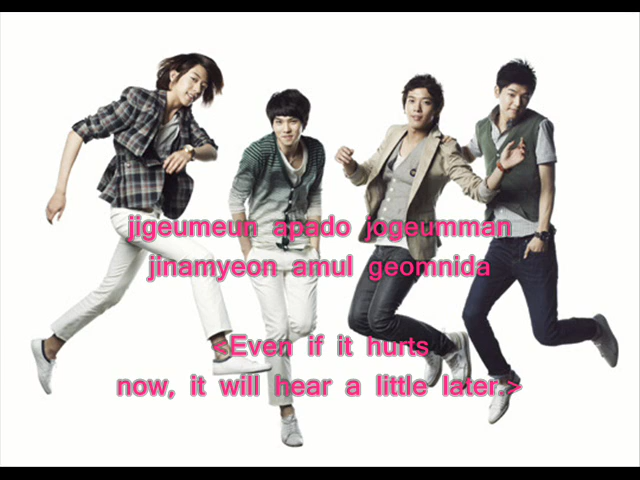 jigeumeun apado jogeumman
jinamyeon amul geomnida
<Even if it hurts
now, it will hear a little later.>